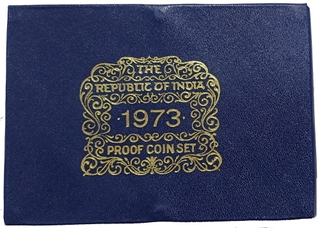 THE
REPUBLIC OF INDIA
·1973·
PROOF COIN SET